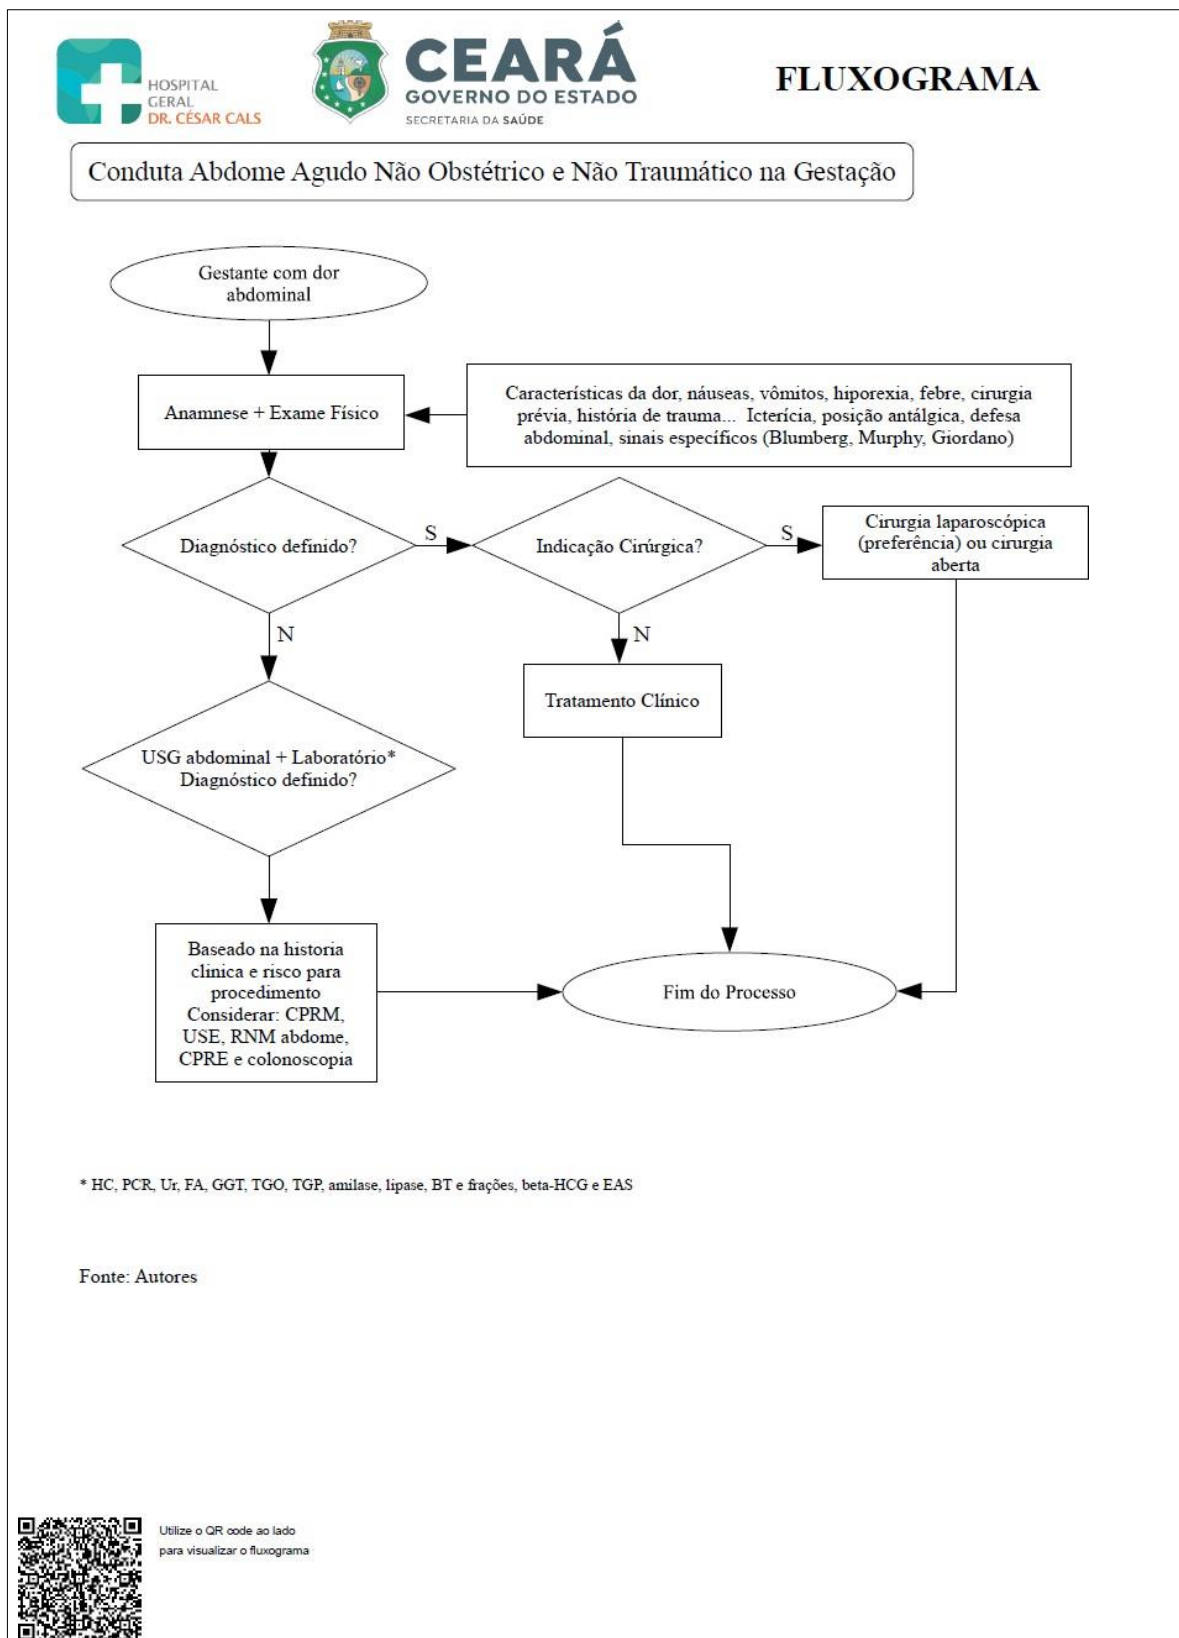 HOSPITAL
GERAL
DR. CÉSAR CALS
CEARÁ
GOVERNO DO ESTADO
SECRETARIA DA SAÚDE
FLUXOGRAMA
Conduta Abdome Agudo Não Obstétrico e Não Traumático na Gestação
Gestante com dor
abdominal
Anamnese + Exame Físico
Características da dor, náuseas, vômitos, hiporexia, febre, cirurgia
prévia, história de trauma... Icterícia, posição antálgica, defesa
abdominal, sinais específicos (Blumberg, Murphy, Giordano)
Diagnóstico definido?
S
Indicação Cirúrgica?
S
Cirurgia laparoscópica
(preferência) ou cirurgia
aberta
N
N
Tratamento Clínico
USG abdominal + Laboratório*
Diagnóstico definido?
Baseado na historia
clinica e risco para
procedimento
Considerar: CPRM,
USE, RNM abdome,
CPRE e colonoscopia
Fim do Processo
* HC, PCR, Ur, FA, GGT, TGO, TGP, amilase, lipase, BT e frações, beta-HCG e EAS
Fonte: Autores
Utilize o QR code ao lado
para visualizar o fluxograma